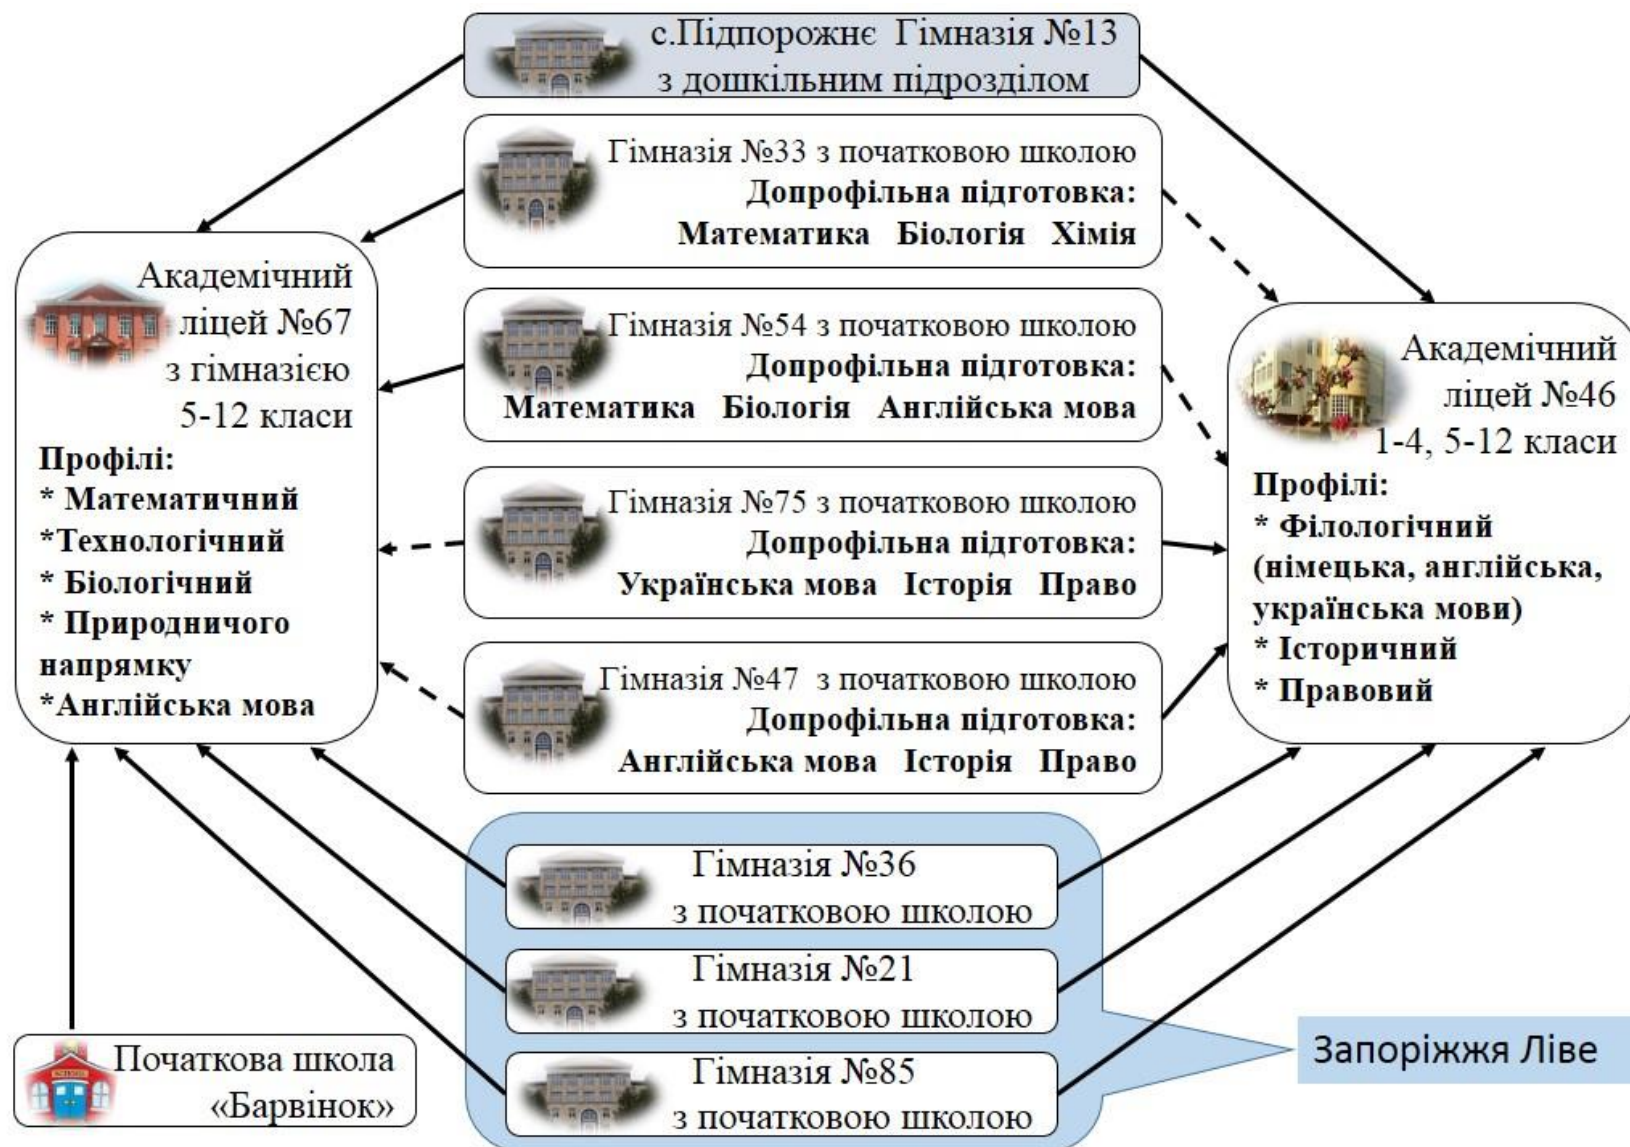 с.Підпорожнє Гімназія №13
з дошкільним підрозділом
Гімназія №33 з початковою школою
Допрофільна підготовка:
Математика Біологія Хімія
Академічний
ліцей №67
з гімназією
5-12 класи
Профілі:
* Математичний
*Технологічний
* Біологічний
* Природничого
напрямку
*Англійська мова
Гімназія №54 з початковою школою
Допрофільна підготовка:
Математика Біологія Англійська мова
Гімназія №75 з початковою школою
Допрофільна підготовка:
Українська мова Історія Право
Гімназія №47 з початковою школою
Допрофільна підготовка:
Англійська мова Історія Право
Академічний
ліцей №46
1-4, 5-12 класи
Профілі:
* Філологічний
(німецька, англійська,
українська мови)
* Історичний
* Правовий
Гімназія №36
з початковою школою
Гімназія №21
з початковою школою
Гімназія №85
з початковою школою
Запоріжжя Ліве
SCHOOL
Початкова школа
«Барвінок»